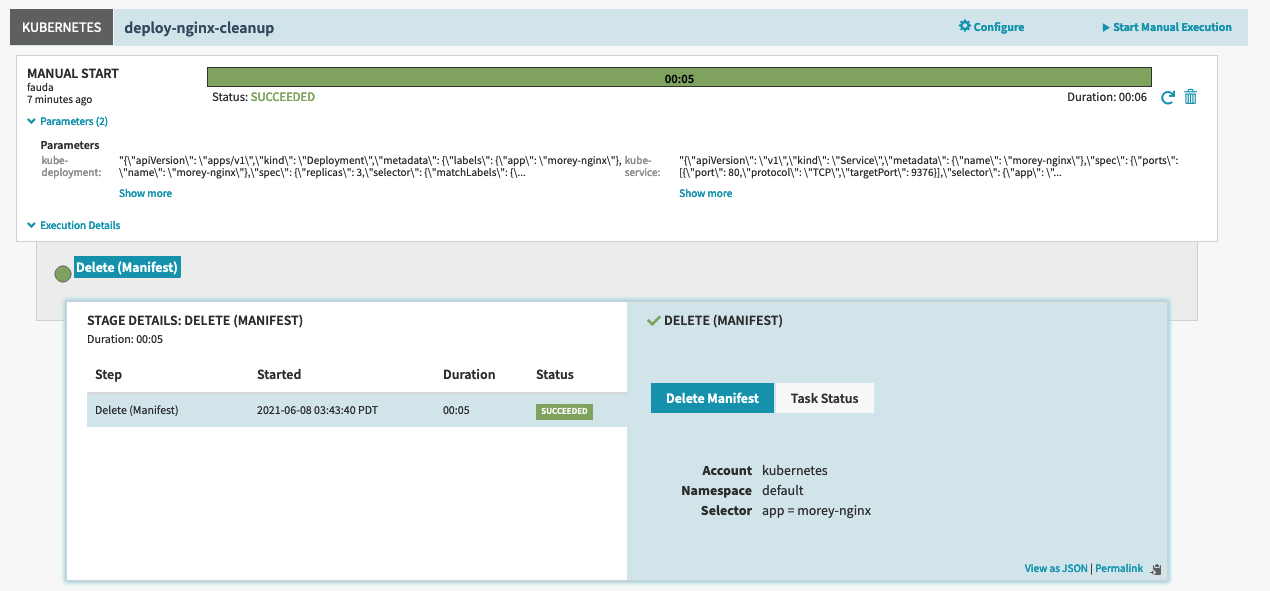 KUBERNETES deploy-nginx-cleanup Configure Start Manual Execution
MANUAL START
fauda
7 minutes ago
00:05
Status: SUCCEEDED Duration: 00:06
Parameters (2)
Parameters
kube-deployment:
"{\"apiVersion\": \"apps/v1\",\"kind\": \"Deployment\",\"metadata\": {\"labels\": {\"app\": \"morey-nginx\"},
\"name\": \"morey-nginx\"},\"spec\": {\"replicas\": 3,\"selector\": {\"matchLabels\": {\...
Show more
kube-service:
"{\"apiVersion\": \"v1\",\"kind\": \"Service\",\"metadata\": {\"name\": \"morey-nginx\"},\"spec\": {\"ports\":
[{\"port\": 80,\"protocol\": \"TCP\",\"targetPort\": 9376}],\"selector\": {\"app\": \"...
Show more
Execution Details
Delete (Manifest)
STAGE DETAILS: DELETE (MANIFEST)
Duration: 00:05
Step Started Duration Status
Delete (Manifest) 2021-06-08 03:43:40 PDT 00:05 SUCCEEDED
DELETE (MANIFEST)
Delete Manifest Task Status
Account kubernetes
Namespace default
Selector app = morey-nginx
View as JSON | Permalink